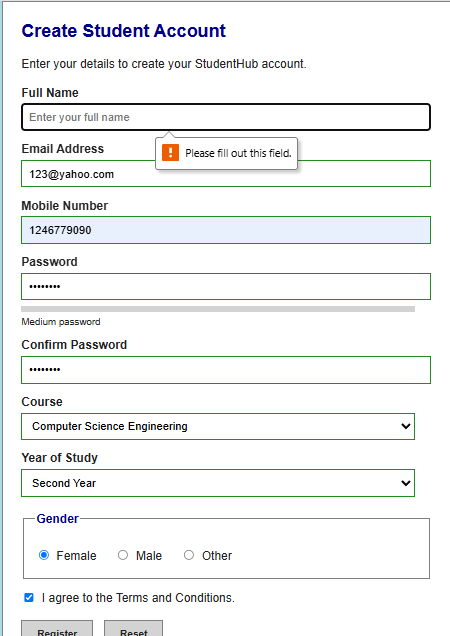 Create Student Account
Enter your details to create your StudentHub account.
Full Name
Enter your full name
Please fill out this field.
Email Address
123@yahoo.com
Mobile Number
1246779090
Password
••••••••
Medium password
Confirm Password
••••••••
Course
Computer Science Engineering
Year of Study
Second Year
Gender
Female Male Other
I agree to the Terms and Conditions.
Register Reset